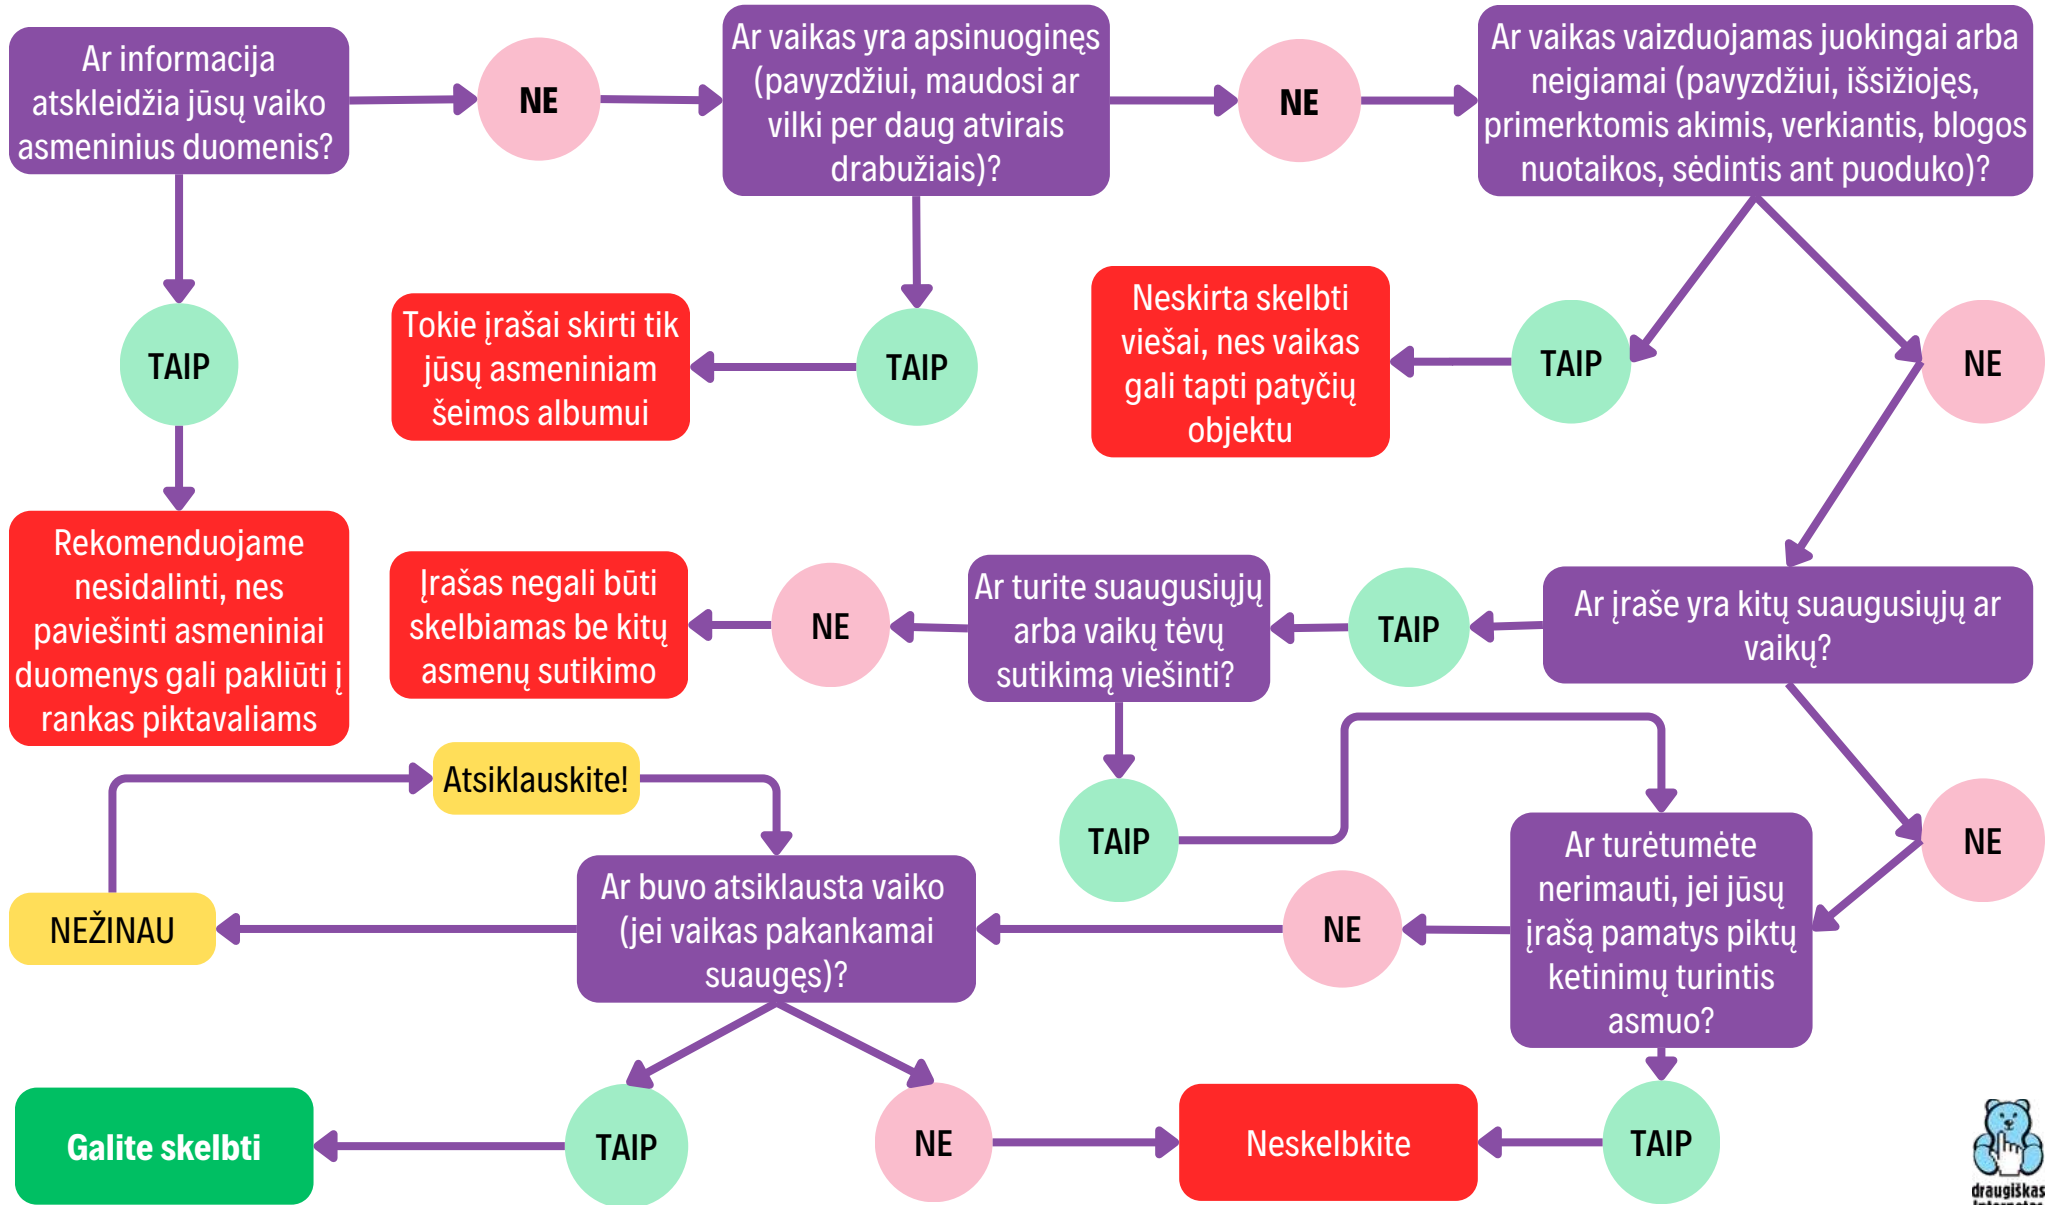 Ar informacija
atskleidžia jūsų vaiko
asmeninius duomenis?
NE
Ar vaikas yra apsinuoginęs
(pavyzdžiui, maudosi ar
vilki per daug atvirais
drabužiais)?
NE
Ar vaikas vaizduojamas juokingai arba
neigiamai (pavyzdžiui, išsižiojęs,
primerktomis akimis, verkiantis, blogos
nuotaikos, sėdintis ant puoduko)?
TAIP
Tokie įrašai skirti tik
jūsų asmeniniam
šeimos albumui
TAIP
Neskirta skelbti
viešai, nes vaikas
gali tapti patyčių
objektu
TAIP
NE
Rekomenduojame
nesidalinti, nes
paviešinti asmeniniai
duomenys gali pakliūti į
rankas piktavaliams
Įrašas negali būti
skelbiamas be kitų
asmenų sutikimo
NE
Ar turite suaugusiųjų
arba vaikų tėvų
sutikimą viešinti?
TAIP
Ar įraše yra kitų suaugusiųjų ar
vaikų?
Atsiklauskite!
TAIP
Ar turėtumėte
nerimauti, jei jūsų
įrašą pamatys piktų
ketinimų turintis
asmuo?
NE
NEŽINAU
Ar buvo atsiklausta vaiko
(jei vaikas pakankamai
suaugęs)?
NE
Galite skelbti
TAIP
NE
Neskelbkite
TAIP
draugiškas
internetas